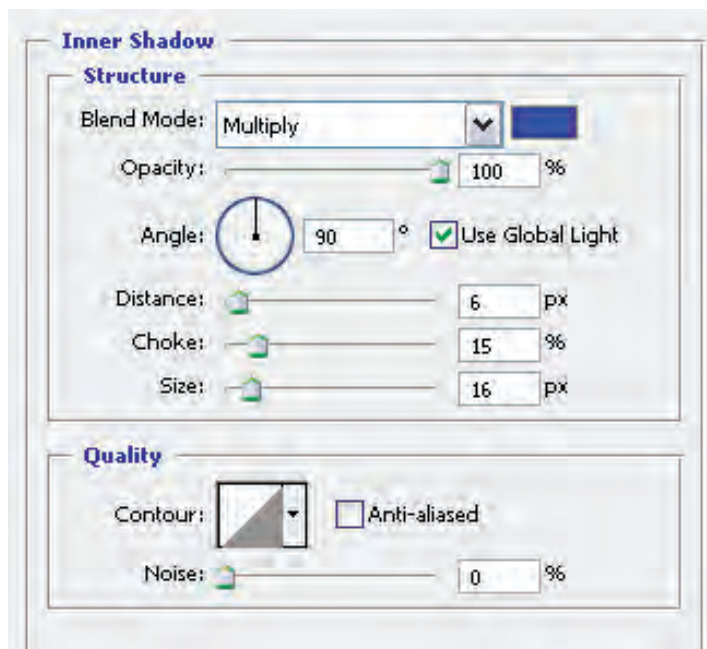 Inner Shadow
Structure
Blend Mode: Multiply
Opacity: 100 %
Angle: 90 ° Use Global Light
Distance: 6 px
Choke: 15 %
Size: 16 px
Quality
Contour: Anti-aliased
Noise: 0 %